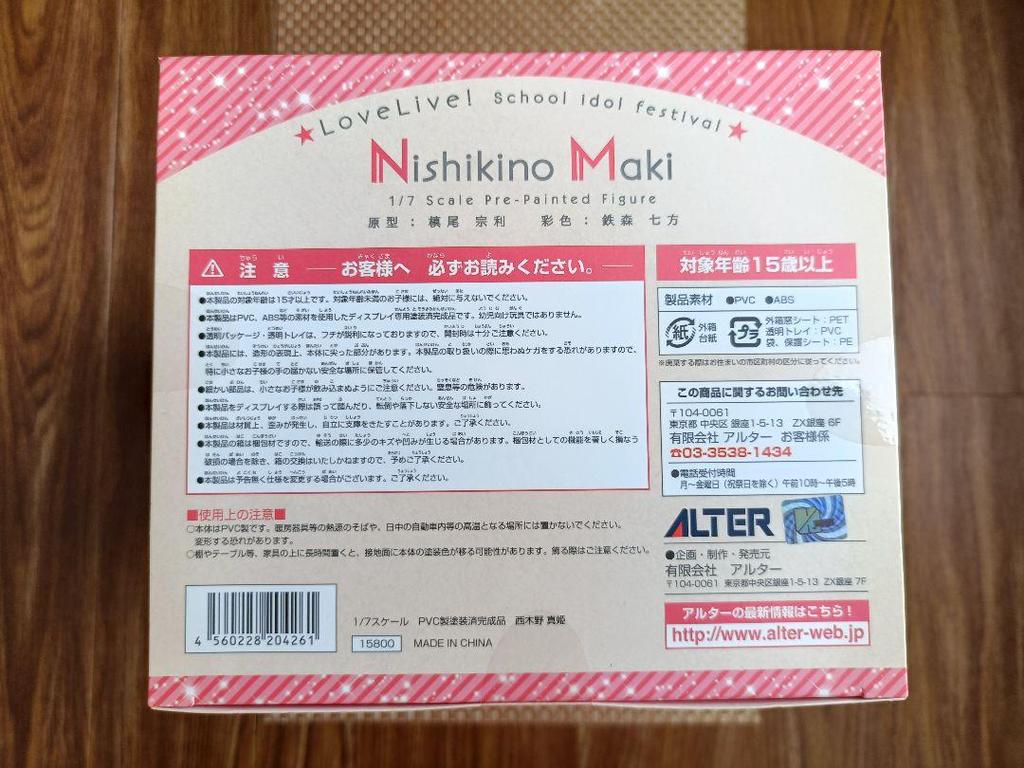 ★LoveLive! School idol festival★
Nishikino Maki
1/7 Scale Pre-Painted Figure
原型：槙尾 宗利　彩色：鉄森 七方
⚠ 注意 ― お客様へ 必ずお読みください。―
●本製品の対象年齢は15才以上です。対象年齢未満のお子様には、絶対に与えないでください。
●本製品はPVC、ABS等の素材を使用したディスプレイ専用塗装済完成品です。幼児向け玩具ではありません。
●透明パッケージ・透明トレイは、フチが鋭利になっておりますので、開封時は十分ご注意ください。
●本製品には、造形の表現上、本体に尖った部分があります。本製品の取り扱いの際に思わぬケガをする恐れがありますので、
特に小さなお子様の手の届かない安全な場所に保管してください。
●細かい部品は、小さなお子様が飲み込まぬようにご注意ください。窒息等の危険があります。
●本製品をディスプレイする際は誤って踏んだり、転倒や落下しない安全な場所に飾ってください。
●本製品は材質上、歪みが発生し、自立に支障をきたすことがあります。ご了承ください。
●本製品の箱は梱包材ですので、輸送の際に多少のキズや凹みが生じる場合があります。梱包材としての機能を著しく損なう
破損の場合を除き、箱の交換はいたしかねますので、予めご了承ください。
●本製品は予告無く仕様を変更する場合がございます。ご了承ください。
■使用上の注意■
○本体はPVC製です。暖房器具等の熱源のそばや、日中の自動車内等の高温となる場所には置かないでください。
変形する恐れがあります。
○棚やテーブル等、家具の上に長時間置くと、接地面に本体の塗装色が移る可能性があります。飾る際はご注意ください。
4 560228 204261
1/7スケール　PVC製塗装済完成品　西木野 真姫
15800 MADE IN CHINA
対象年齢15歳以上
製品素材 ●PVC ●ABS
紙 外箱
台紙
プラ 外箱窓シート：PET
透明トレイ：PVC
袋、保護シート：PE
※廃棄する際はお住まいの市区町村の区分に従ってください。
この商品に関するお問い合わせ先
〒104-0061
東京都 中央区 銀座1-5-13　ZX銀座 6F
有限会社 アルター お客様係
☎03-3538-1434
●電話受付時間
月～金曜日（祝祭日を除く）午前10時～午後5時
ALTER
●企画・制作・発売元
有限会社　アルター
〒104-0061 東京都中央区銀座1-5-13 ZX銀座 7F
アルターの最新情報はこちら！
http://www.alter-web.jp